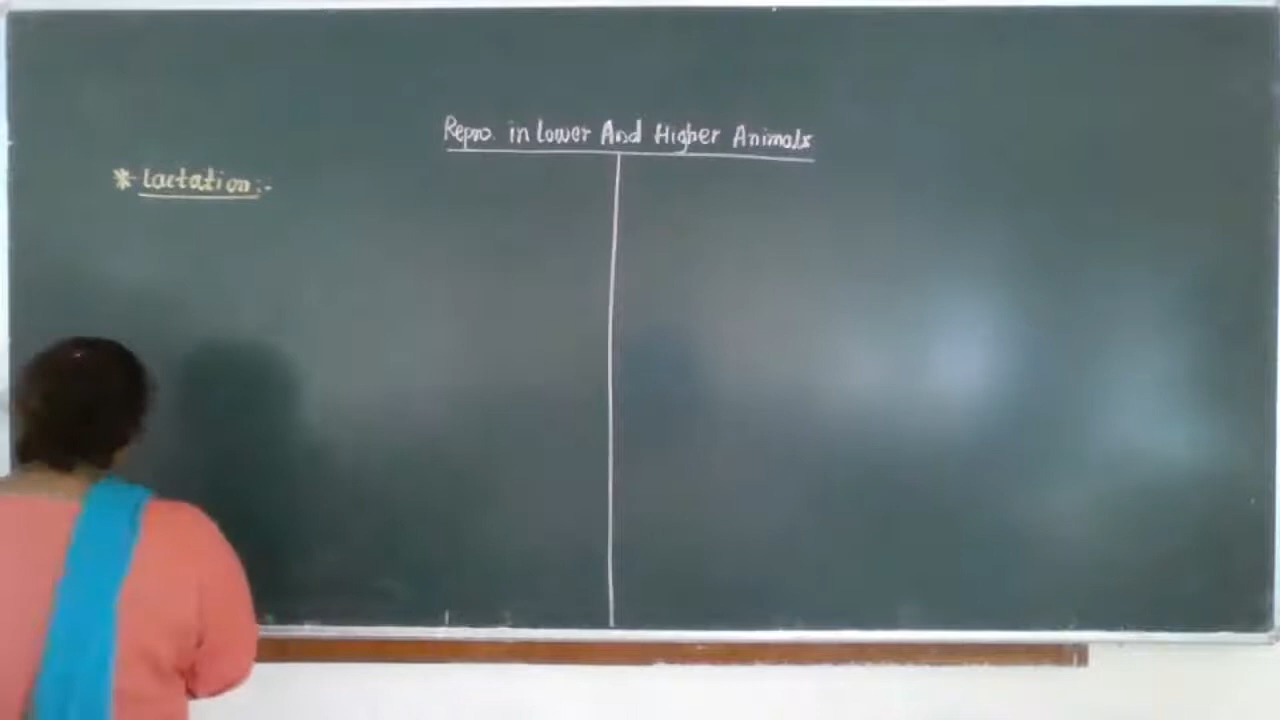 Repro. in Lower And Higher Animals
* Lactation:-